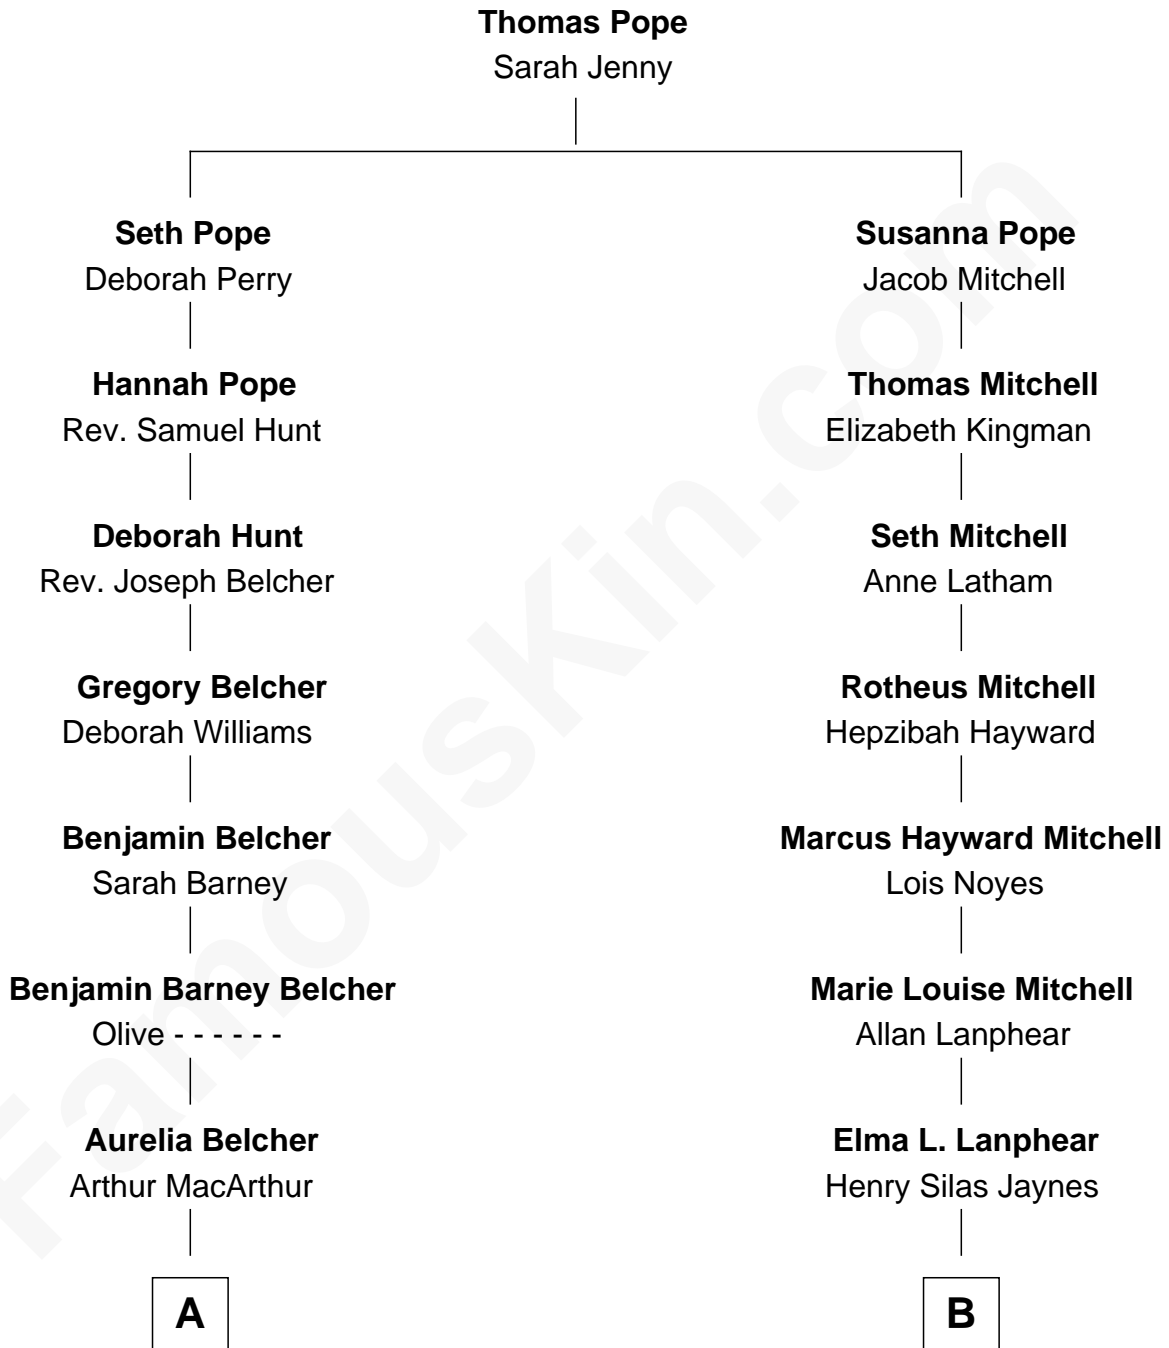 Thomas Pope
Sarah Jenny
Seth Pope
Deborah Perry
Hannah Pope
Rev. Samuel Hunt
Deborah Hunt
Rev. Joseph Belcher
Gregory Belcher
Deborah Williams
Benjamin Belcher
Sarah Barney
Benjamin Barney Belcher
Olive - - - - - -
Aurelia Belcher
Arthur MacArthur
A
Susanna Pope
Jacob Mitchell
Thomas Mitchell
Elizabeth Kingman
Seth Mitchell
Anne Latham
Rotheus Mitchell
Hepzibah Hayward
Marcus Hayward Mitchell
Lois Noyes
Marie Louise Mitchell
Allan Lanphear
Elma L. Lanphear
Henry Silas Jaynes
B
FamousKin.com